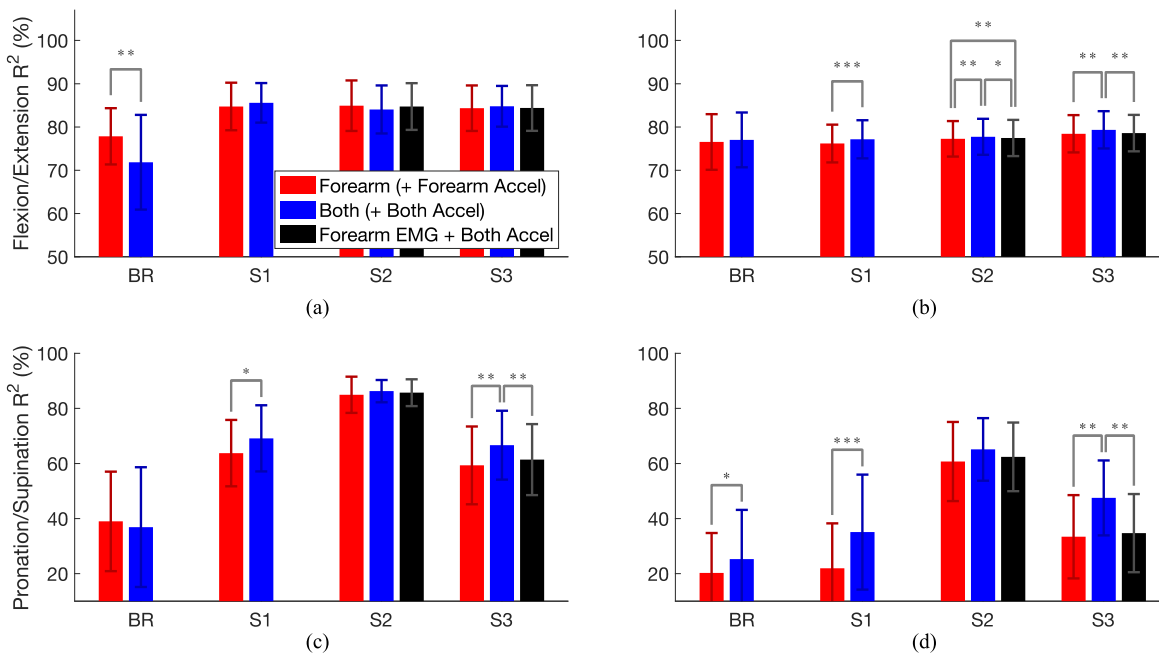 Flexion/Extension R² (%)
100
90
80
70
60
50
**
Forearm (+ Forearm Accel)
Both (+ Both Accel)
Forearm EMG + Both Accel
BR S1 S2 S3
(a)
100
90
80
70
60
50
***
**
** *
** **
BR S1 S2 S3
(b)
Pronation/Supination R² (%)
100
80
60
40
20
*
** **
BR S1 S2 S3
(c)
100
80
60
40
20
*
***
** **
BR S1 S2 S3
(d)